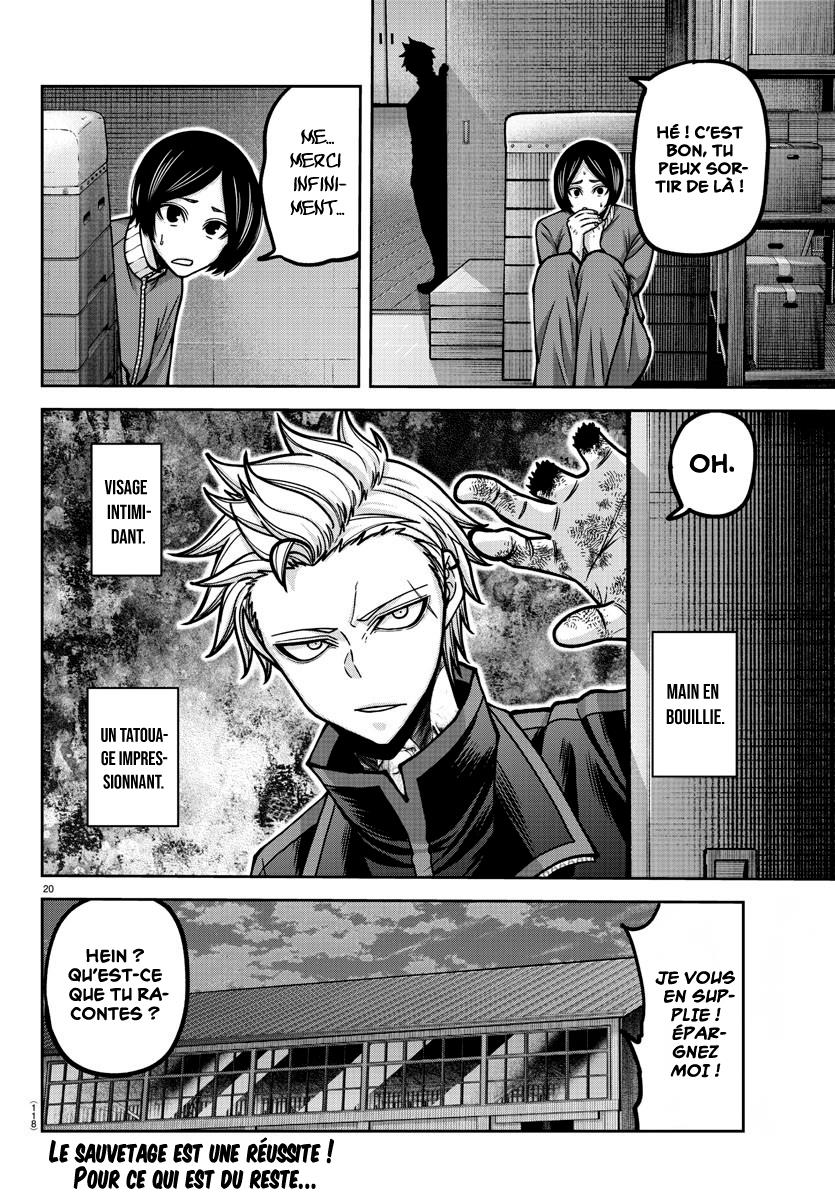 HÉ ! C'EST
BON, TU
PEUX SOR-
TIR DE LÀ !
ME...
MERCI
INFINI-
MENT...
OH.
MAIN EN
BOUILLIE.
VISAGE
INTIMI-
DANT.
UN TATOUA-
GE IMPRES-
SIONNANT.
20
JE VOUS
EN SUP-
PLIE !
ÉPAR-
GNEZ
MOI !
HEIN ?
QU'EST-CE
QUE TU RA-
CONTES ?
(118)
LE SAUVETAGE EST UNE RÉUSSITE !
POUR CE QUI EST DU RESTE...